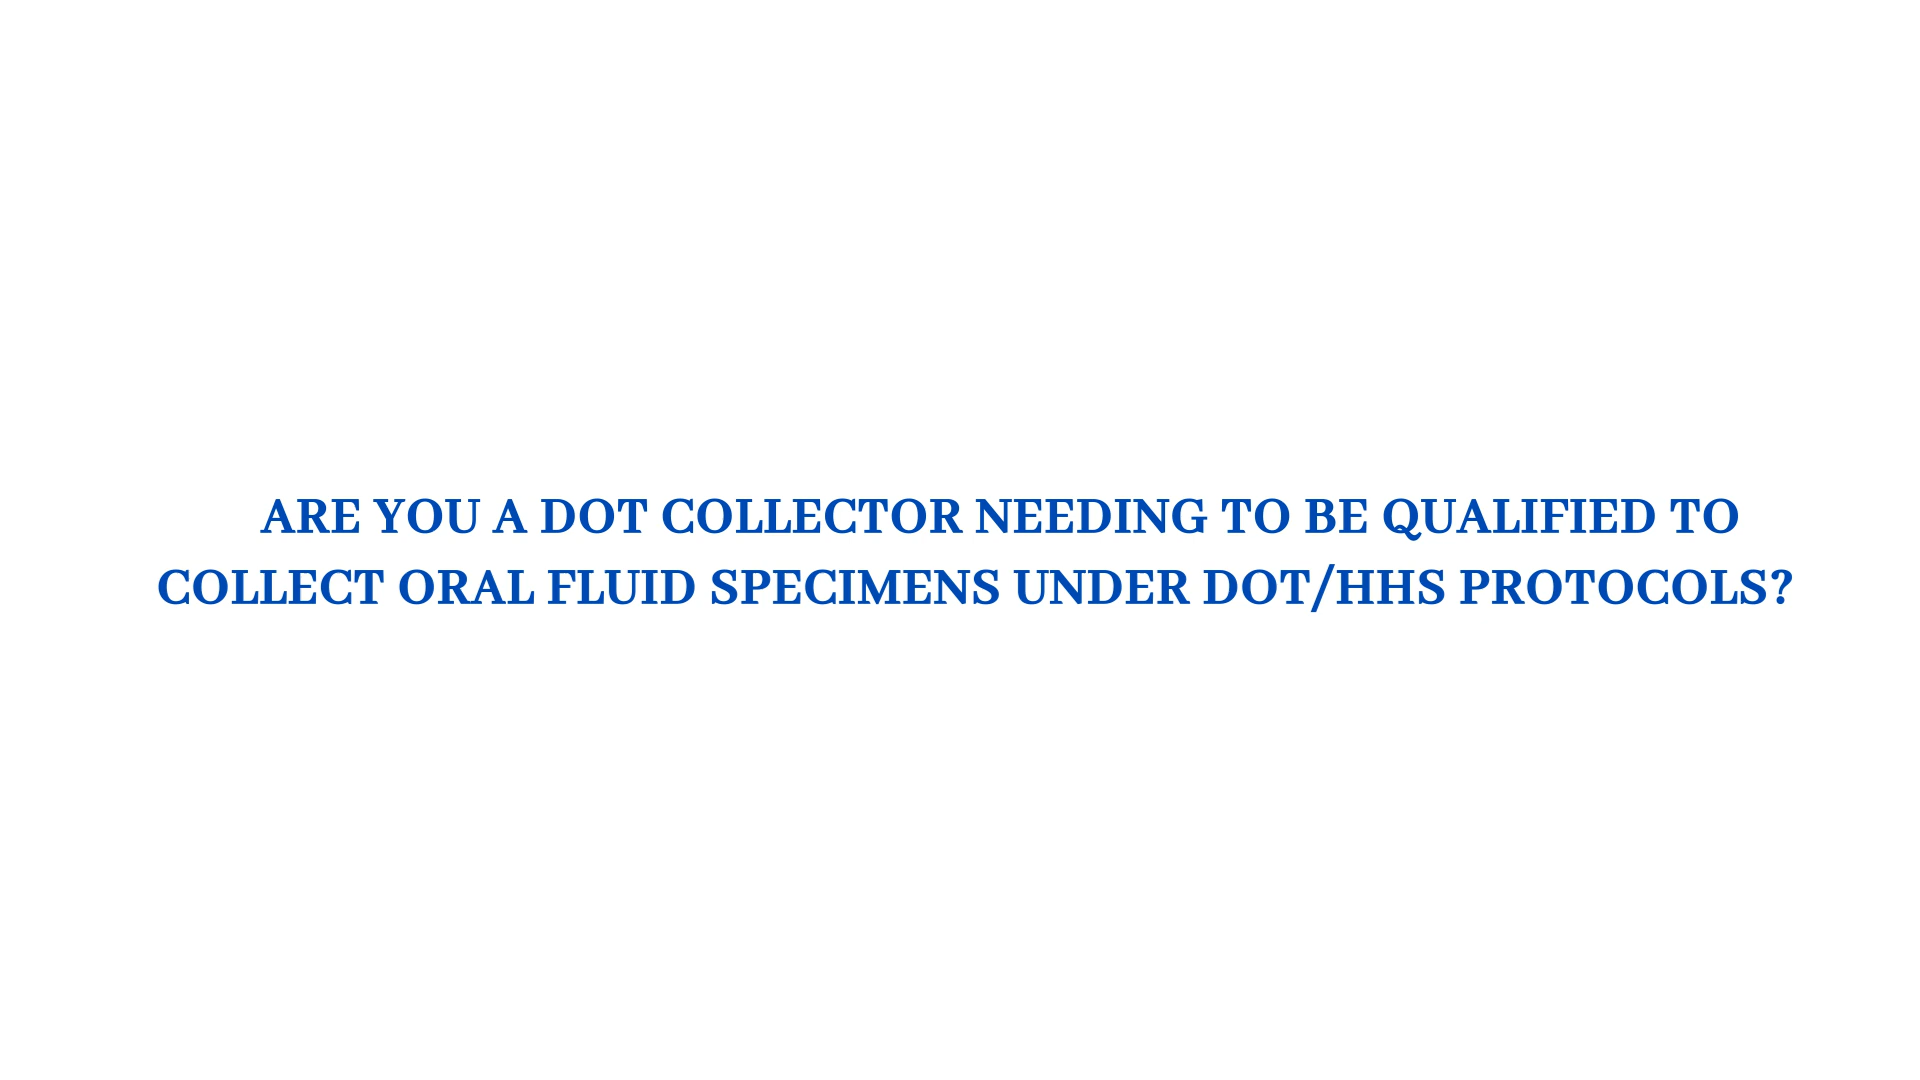 ARE YOU A DOT COLLECTOR NEEDING TO BE QUALIFIED TO
COLLECT ORAL FLUID SPECIMENS UNDER DOT/HHS PROTOCOLS?